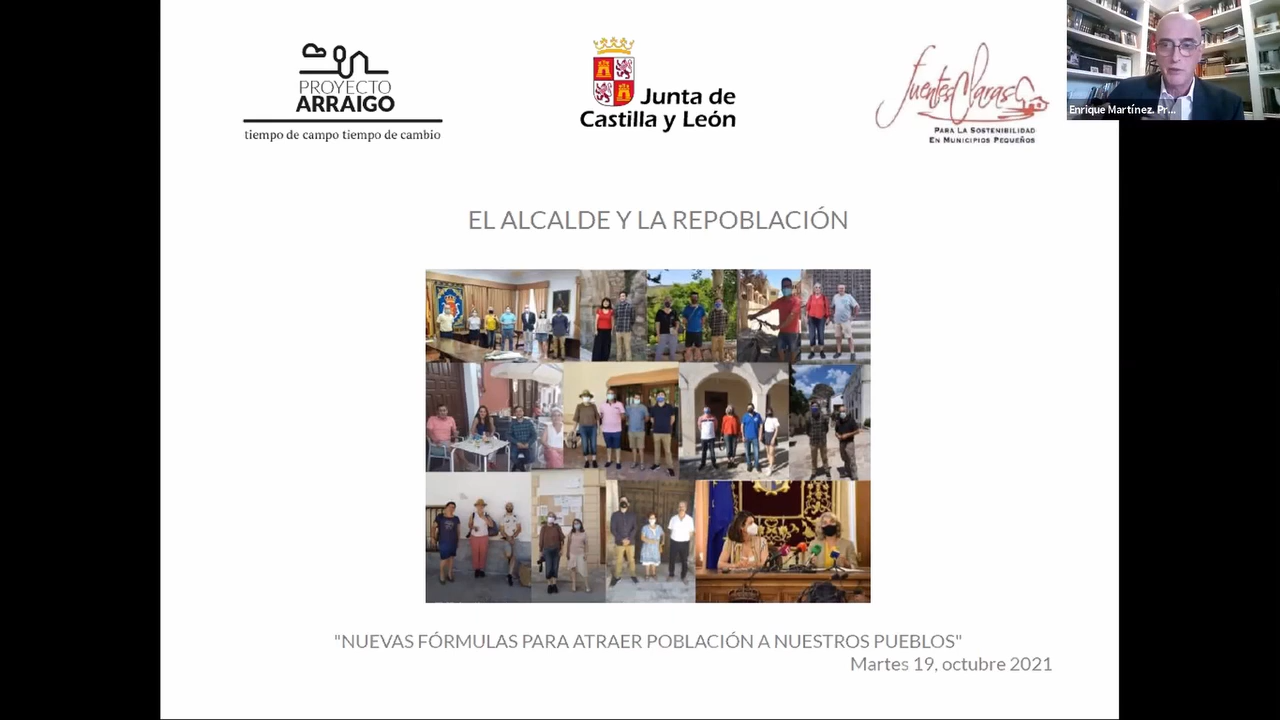 PROYECTO
ARRAIGO
tiempo de campo tiempo de cambio
Junta de
Castilla y León
fuentes Claras
PARA LA SOSTENIBILIDAD
EN MUNICIPIOS PEQUEÑOS
Enrique Martínez. Pr...
EL ALCALDE Y LA REPOBLACIÓN
"NUEVAS FÓRMULAS PARA ATRAER POBLACIÓN A NUESTROS PUEBLOS"
Martes 19, octubre 2021